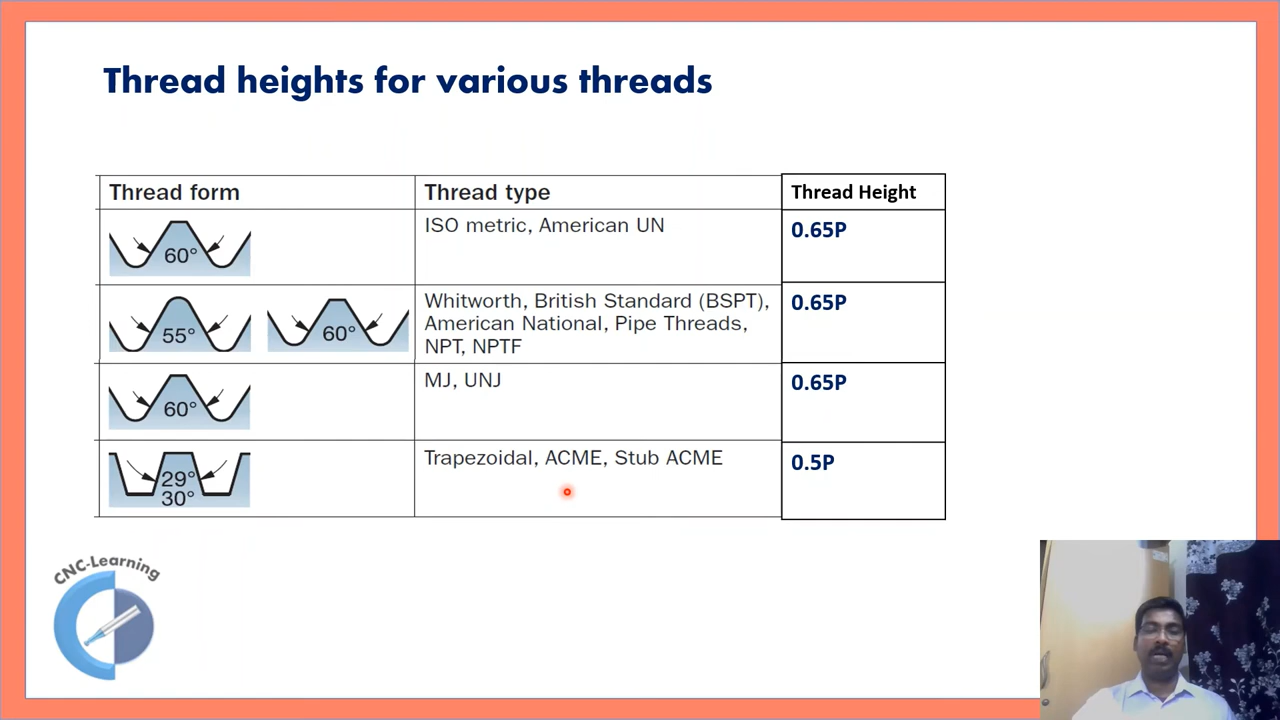 Thread heights for various threads
Thread form
Thread type
Thread Height
60°
ISO metric, American UN
0.65P
55°
60°
Whitworth, British Standard (BSPT),
American National, Pipe Threads,
NPT, NPTF
0.65P
60°
MJ, UNJ
0.65P
29°
30°
Trapezoidal, ACME, Stub ACME
0.5P
CNC-Learning